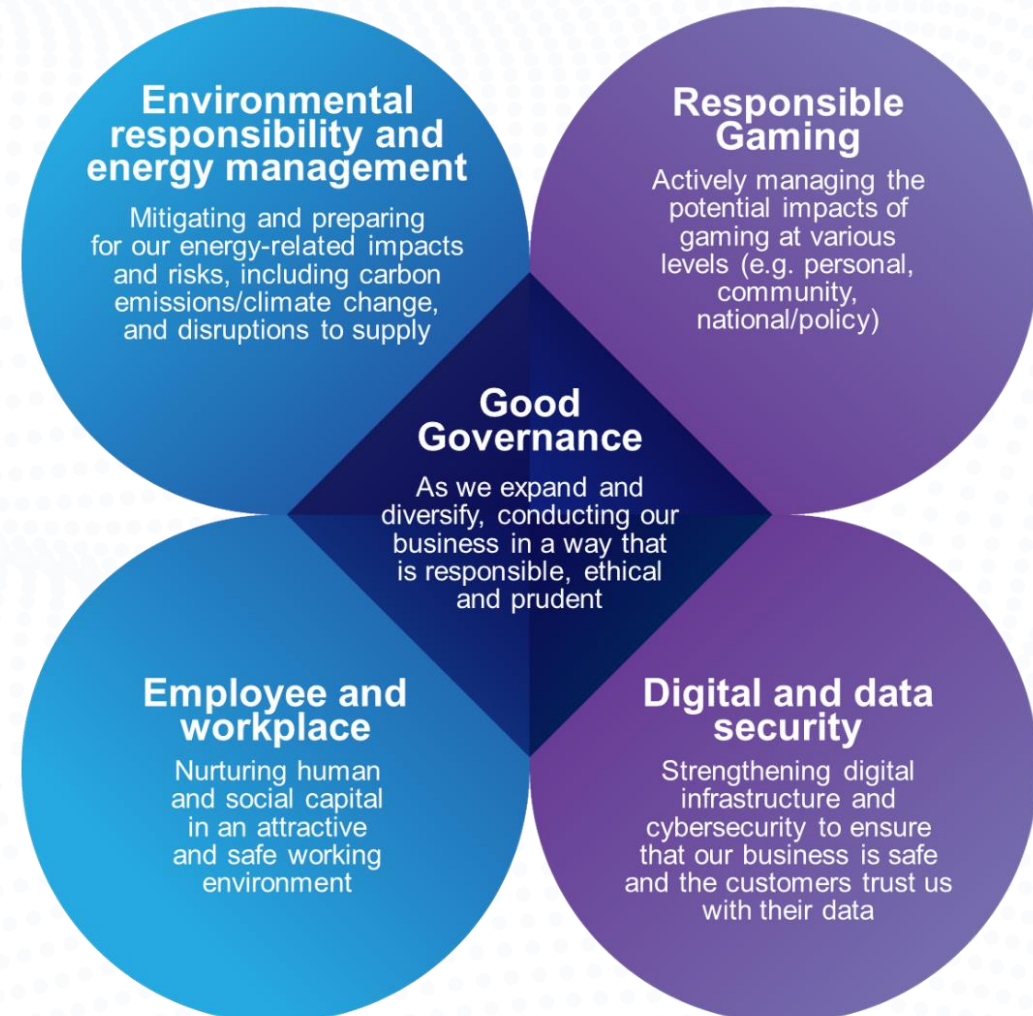 Environmental
responsibility and
energy management
Mitigating and preparing
for our energy-related impacts
and risks, including carbon
emissions/climate change,
and disruptions to supply
Responsible
Gaming
Actively managing the
potential impacts of
gaming at various
levels (e.g. personal,
community,
national/policy)
Good
Governance
As we expand and
diversify, conducting our
business in a way that
is responsible, ethical
and prudent
Employee and
workplace
Nurturing human
and social capital
in an attractive
and safe working
environment
Digital and data
security
Strengthening digital
infrastructure and
cybersecurity to ensure
that our business is safe
and the customers trust us
with their data